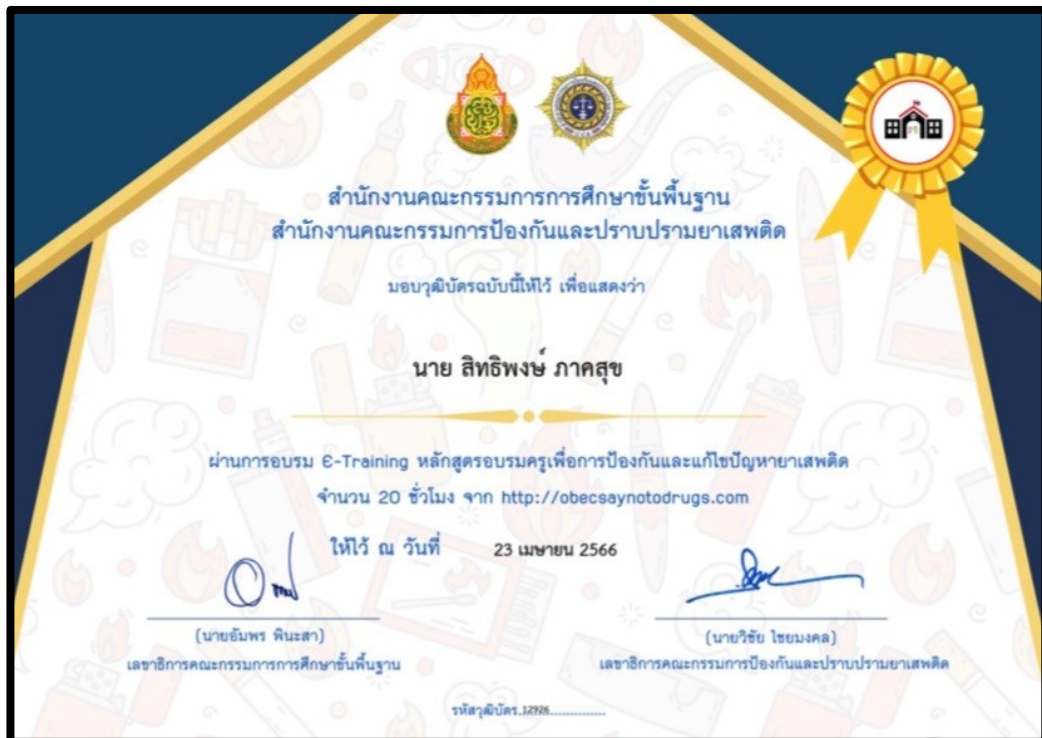 สำนักงานคณะกรรมการการศึกษาขั้นพื้นฐาน
สำนักงานคณะกรรมการป้องกันและปราบปรามยาเสพติด
มอบวุฒิบัตรฉบับนี้ให้ไว้ เพื่อแสดงว่า
นาย สิทธิพงษ์ ภาคสุข
ผ่านการอบรม E-Training หลักสูตรอบรมครูเพื่อการป้องกันและแก้ไขปัญหายาเสพติด
จำนวน 20 ชั่วโมง จาก http://obecsaynotodrugs.com
ให้ไว้ ณ วันที่ 23 เมษายน 2566
(นายอัมพร พินะสา) (นายวิชัย ไชยมงคล)
เลขาธิการคณะกรรมการการศึกษาขั้นพื้นฐาน เลขาธิการคณะกรรมการป้องกันและปราบปรามยาเสพติด
รหัสวุฒิบัตร 12926